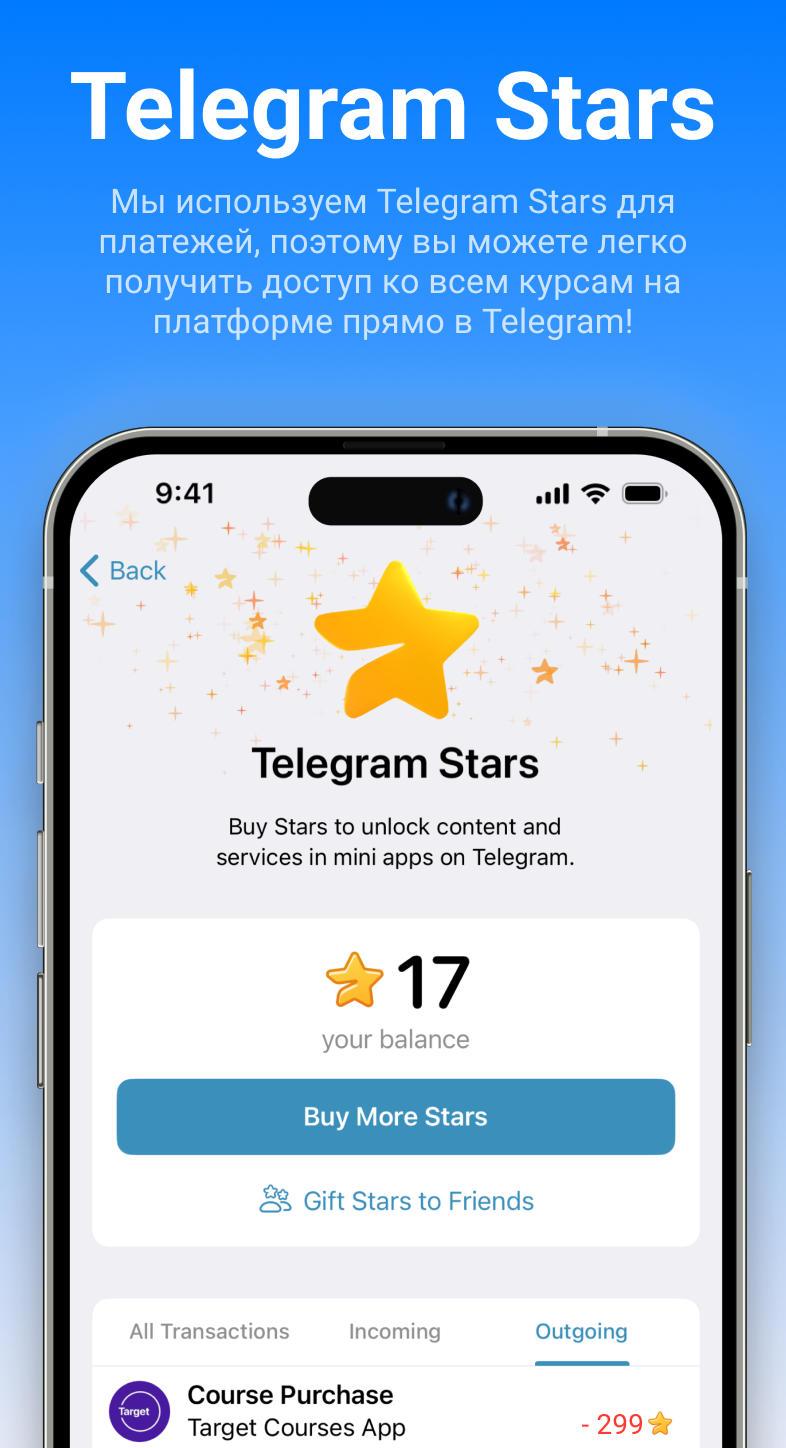 Telegram Stars
Мы используем Telegram Stars для
платежей, поэтому вы можете легко
получить доступ ко всем курсам на
платформе прямо в Telegram!
9:41
Back
Telegram Stars
Buy Stars to unlock content and
services in mini apps on Telegram.
17
your balance
Buy More Stars
Gift Stars to Friends
All Transactions Incoming Outgoing
Target
Course Purchase
Target Courses App
- 299